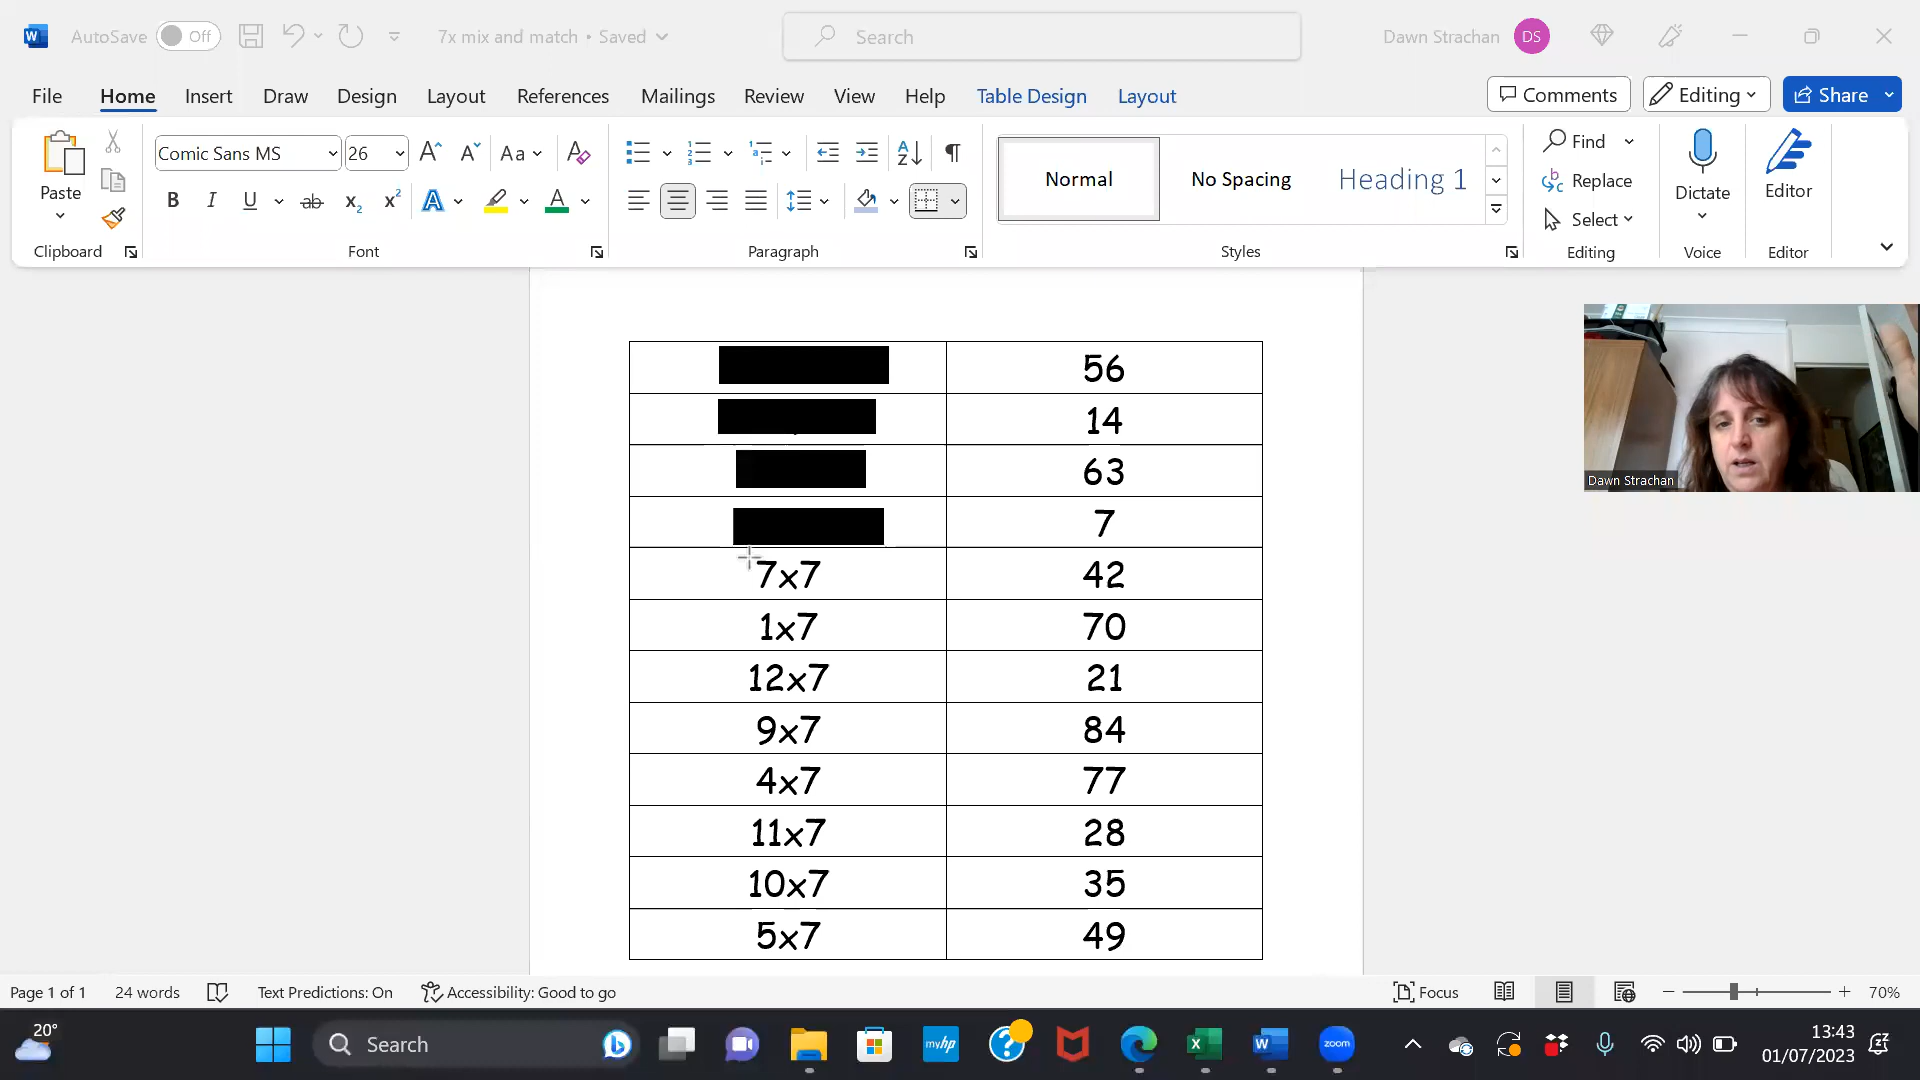 AutoSave Off 7x mix and match • Saved Search Dawn Strachan DS
File Home Insert Draw Design Layout References Mailings Review View Help Table Design Layout Comments Editing Share
Paste Comic Sans MS 26 Aa Normal No Spacing Heading 1 Find Replace Select Dictate Editor
Clipboard Font Paragraph Styles Editing Voice Editor
56
14
63
7
7x7 42
1x7 70
12x7 21
9x7 84
4x7 77
11x7 28
10x7 35
5x7 49
Dawn Strachan
Page 1 of 1 24 words Text Predictions: On Accessibility: Good to go Focus 70%
20° Search myhp zoom 13:43
01/07/2023